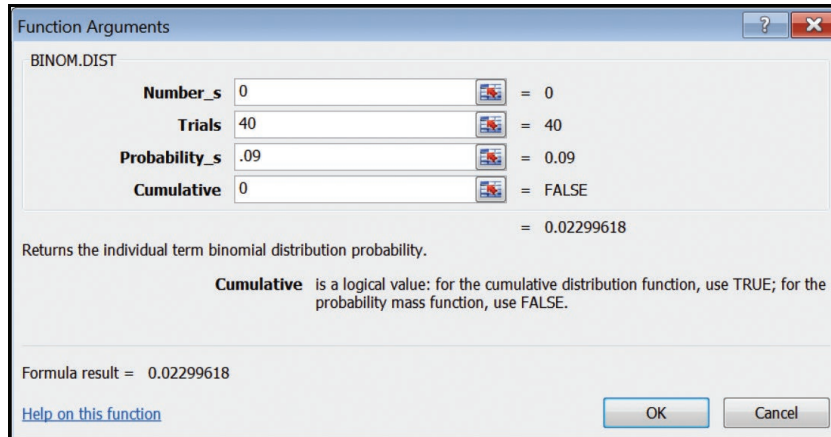 Function Arguments
?
BINOM.DIST
Number_s 0 = 0
Trials 40 = 40
Probability_s .09 = 0.09
Cumulative 0 = FALSE
= 0.02299618
Returns the individual term binomial distribution probability.
Cumulative is a logical value: for the cumulative distribution function, use TRUE; for the
probability mass function, use FALSE.
Formula result = 0.02299618
Help on this function
OK
Cancel